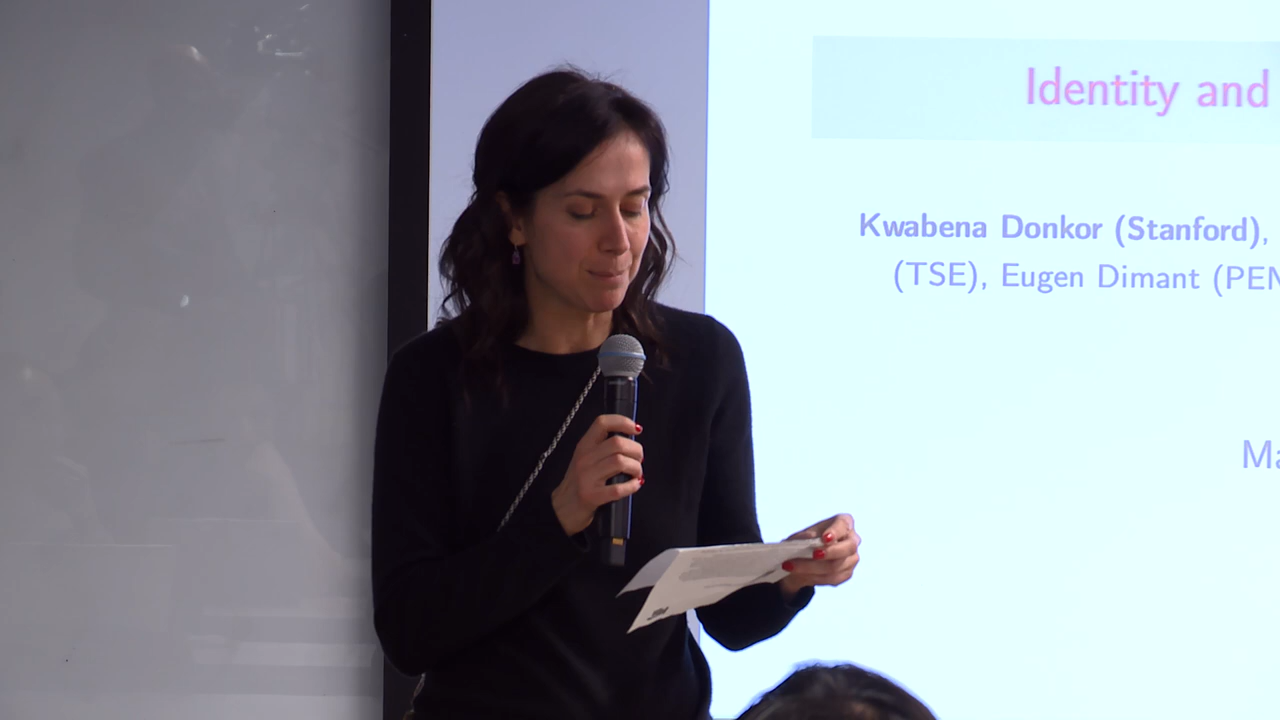 Identity and
Kwabena Donkor (Stanford),
(TSE), Eugen Dimant (PEN
Ma